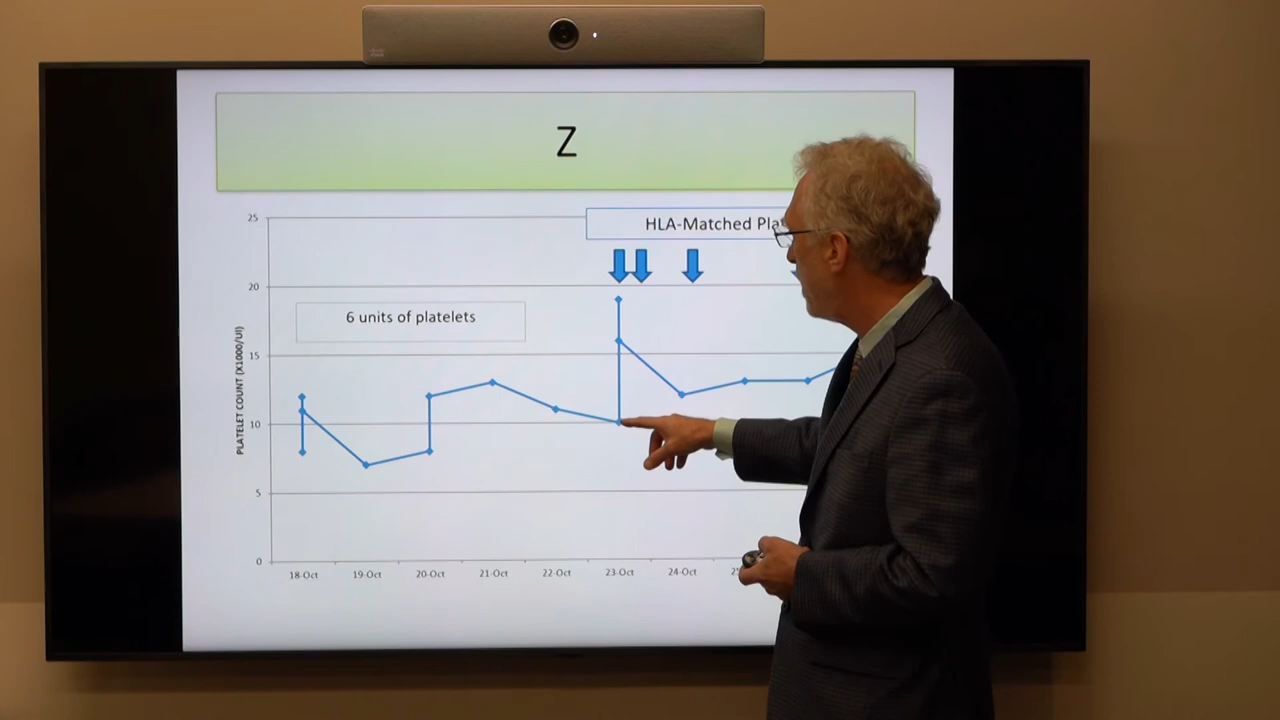 Z
HLA-Matched
25
20
6 units of platelets
15
10
5
0
PLATELET COUNT (X1000/Ul)
18-Oct 19-Oct 20-Oct 21-Oct 22-Oct 23-Oct 24-Oct